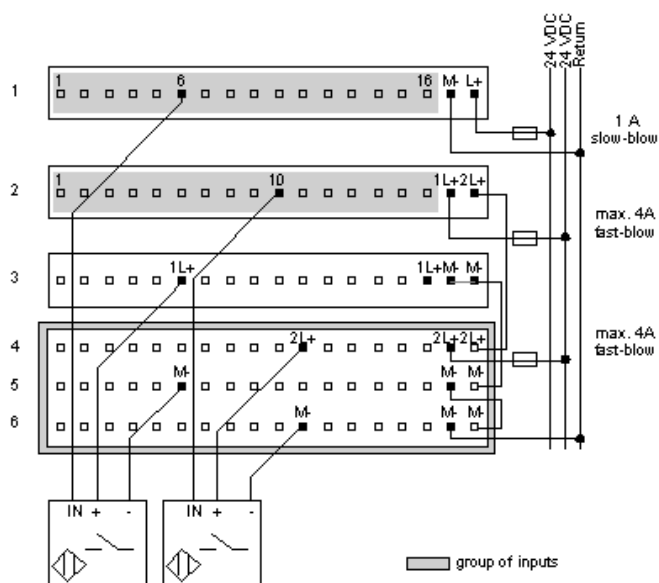 24 VDC
24 VDC
Return
1 6 16 M- L+
1
1 A
slow-blow
1 10 1L+ 2L+
2
max. 4A
fast-blow
1L+ 1L+ M- M-
3
2L+ 2L+ 2L+
4
max. 4A
fast-blow
M- M- M-
5
M- M- M-
6
IN + -
IN + -
group of inputs